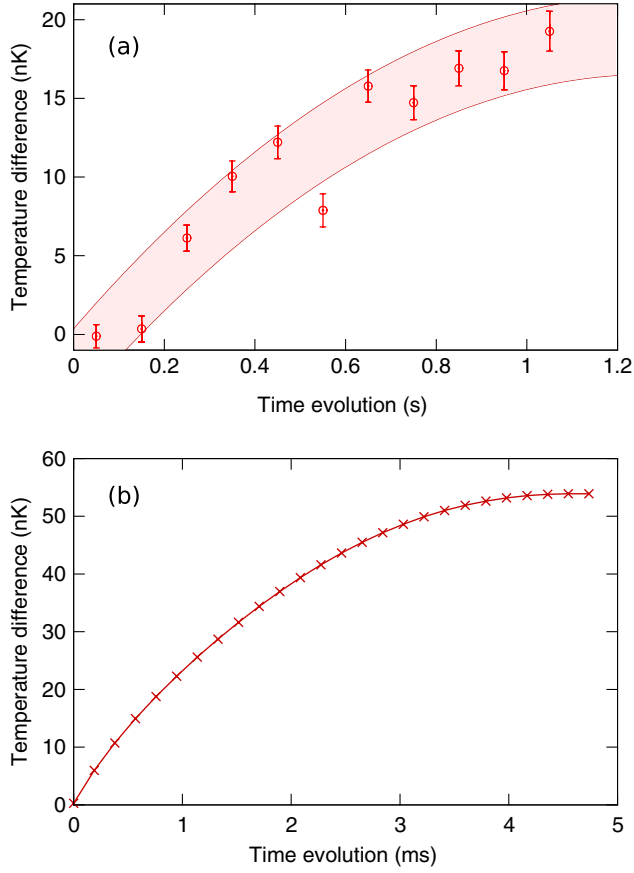 (a)
Temperature difference (nK)
20
15
10
5
0
0 0.2 0.4 0.6 0.8 1 1.2
Time evolution (s)
(b)
Temperature difference (nK)
60
50
40
30
20
10
0
0 1 2 3 4 5
Time evolution (ms)